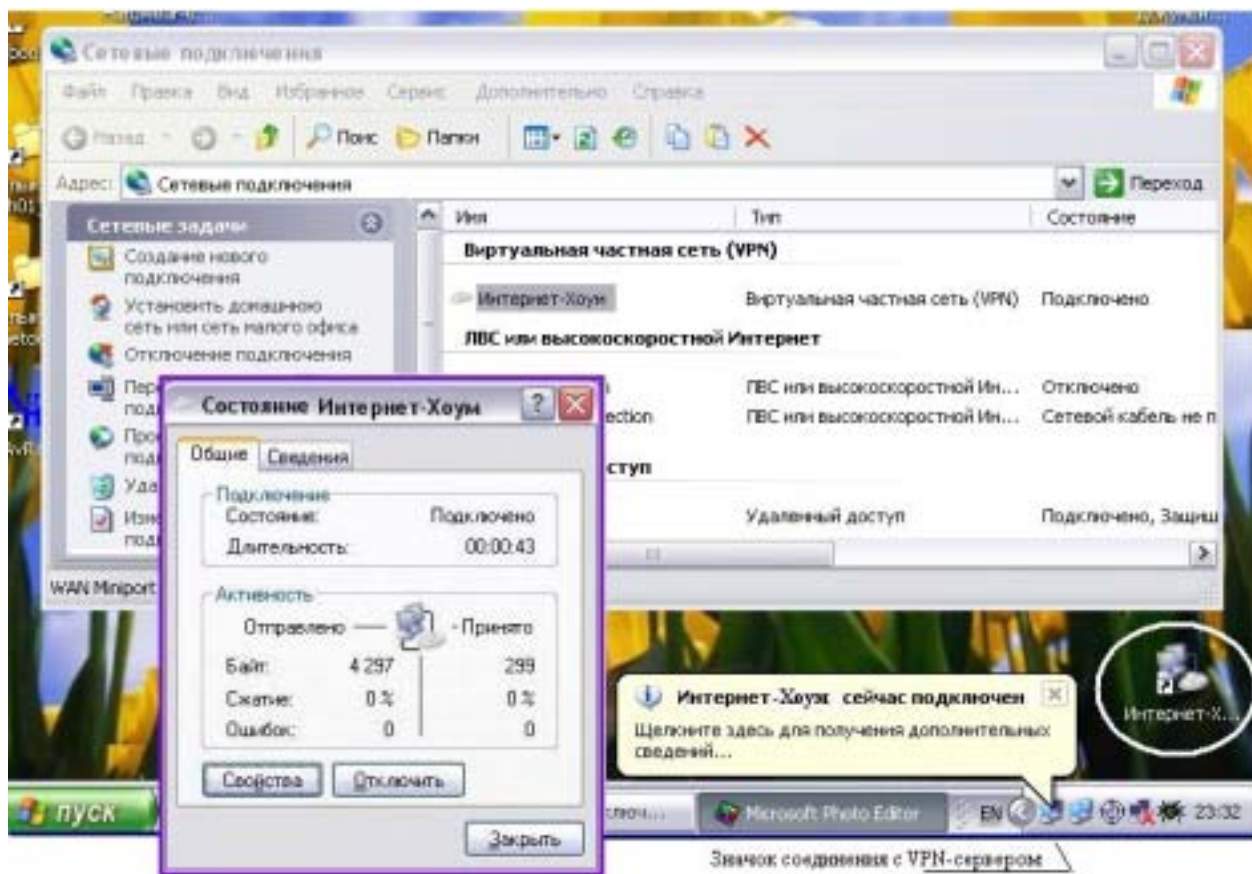 Сетевые подключения
Файл Правка Вид Избранное Сервис Дополнительно Справка
Назад Поиск Папки
Адрес: Сетевые подключения Переход
Сетевые задачи
Создание нового
подключения
Установить домашнюю
сеть или сеть малого офиса
Отключение подключения
Имя Тип Состояние
Виртуальная частная сеть (VPN)
Интернет-Хоум Виртуальная частная сеть (VPN) Подключено
ЛВС или высокоскоростной Интернет
ЛВС или высокоскоростной Ин... Отключено
ection ЛВС или высокоскоростной Ин... Сетевой кабель не п
ступ
Удаленный доступ Подключено, Защищ
WAN Miniport
Состояние Интернет-Хоум
Общие Сведения
Подключение
Состояние: Подключено
Длительность: 00:00:43
Активность
Отправлено Принято
Байт: 4 297 299
Сжатие: 0 % 0 %
Ошибок: 0 0
Свойства Отключить
Закрыть
Интернет-Хоум сейчас подключен
Щелкните здесь для получения дополнительных
сведений...
Интернет-Х...
пуск
Microsoft Photo Editor
EN
23:32
Значок соединения с VPN-сервером